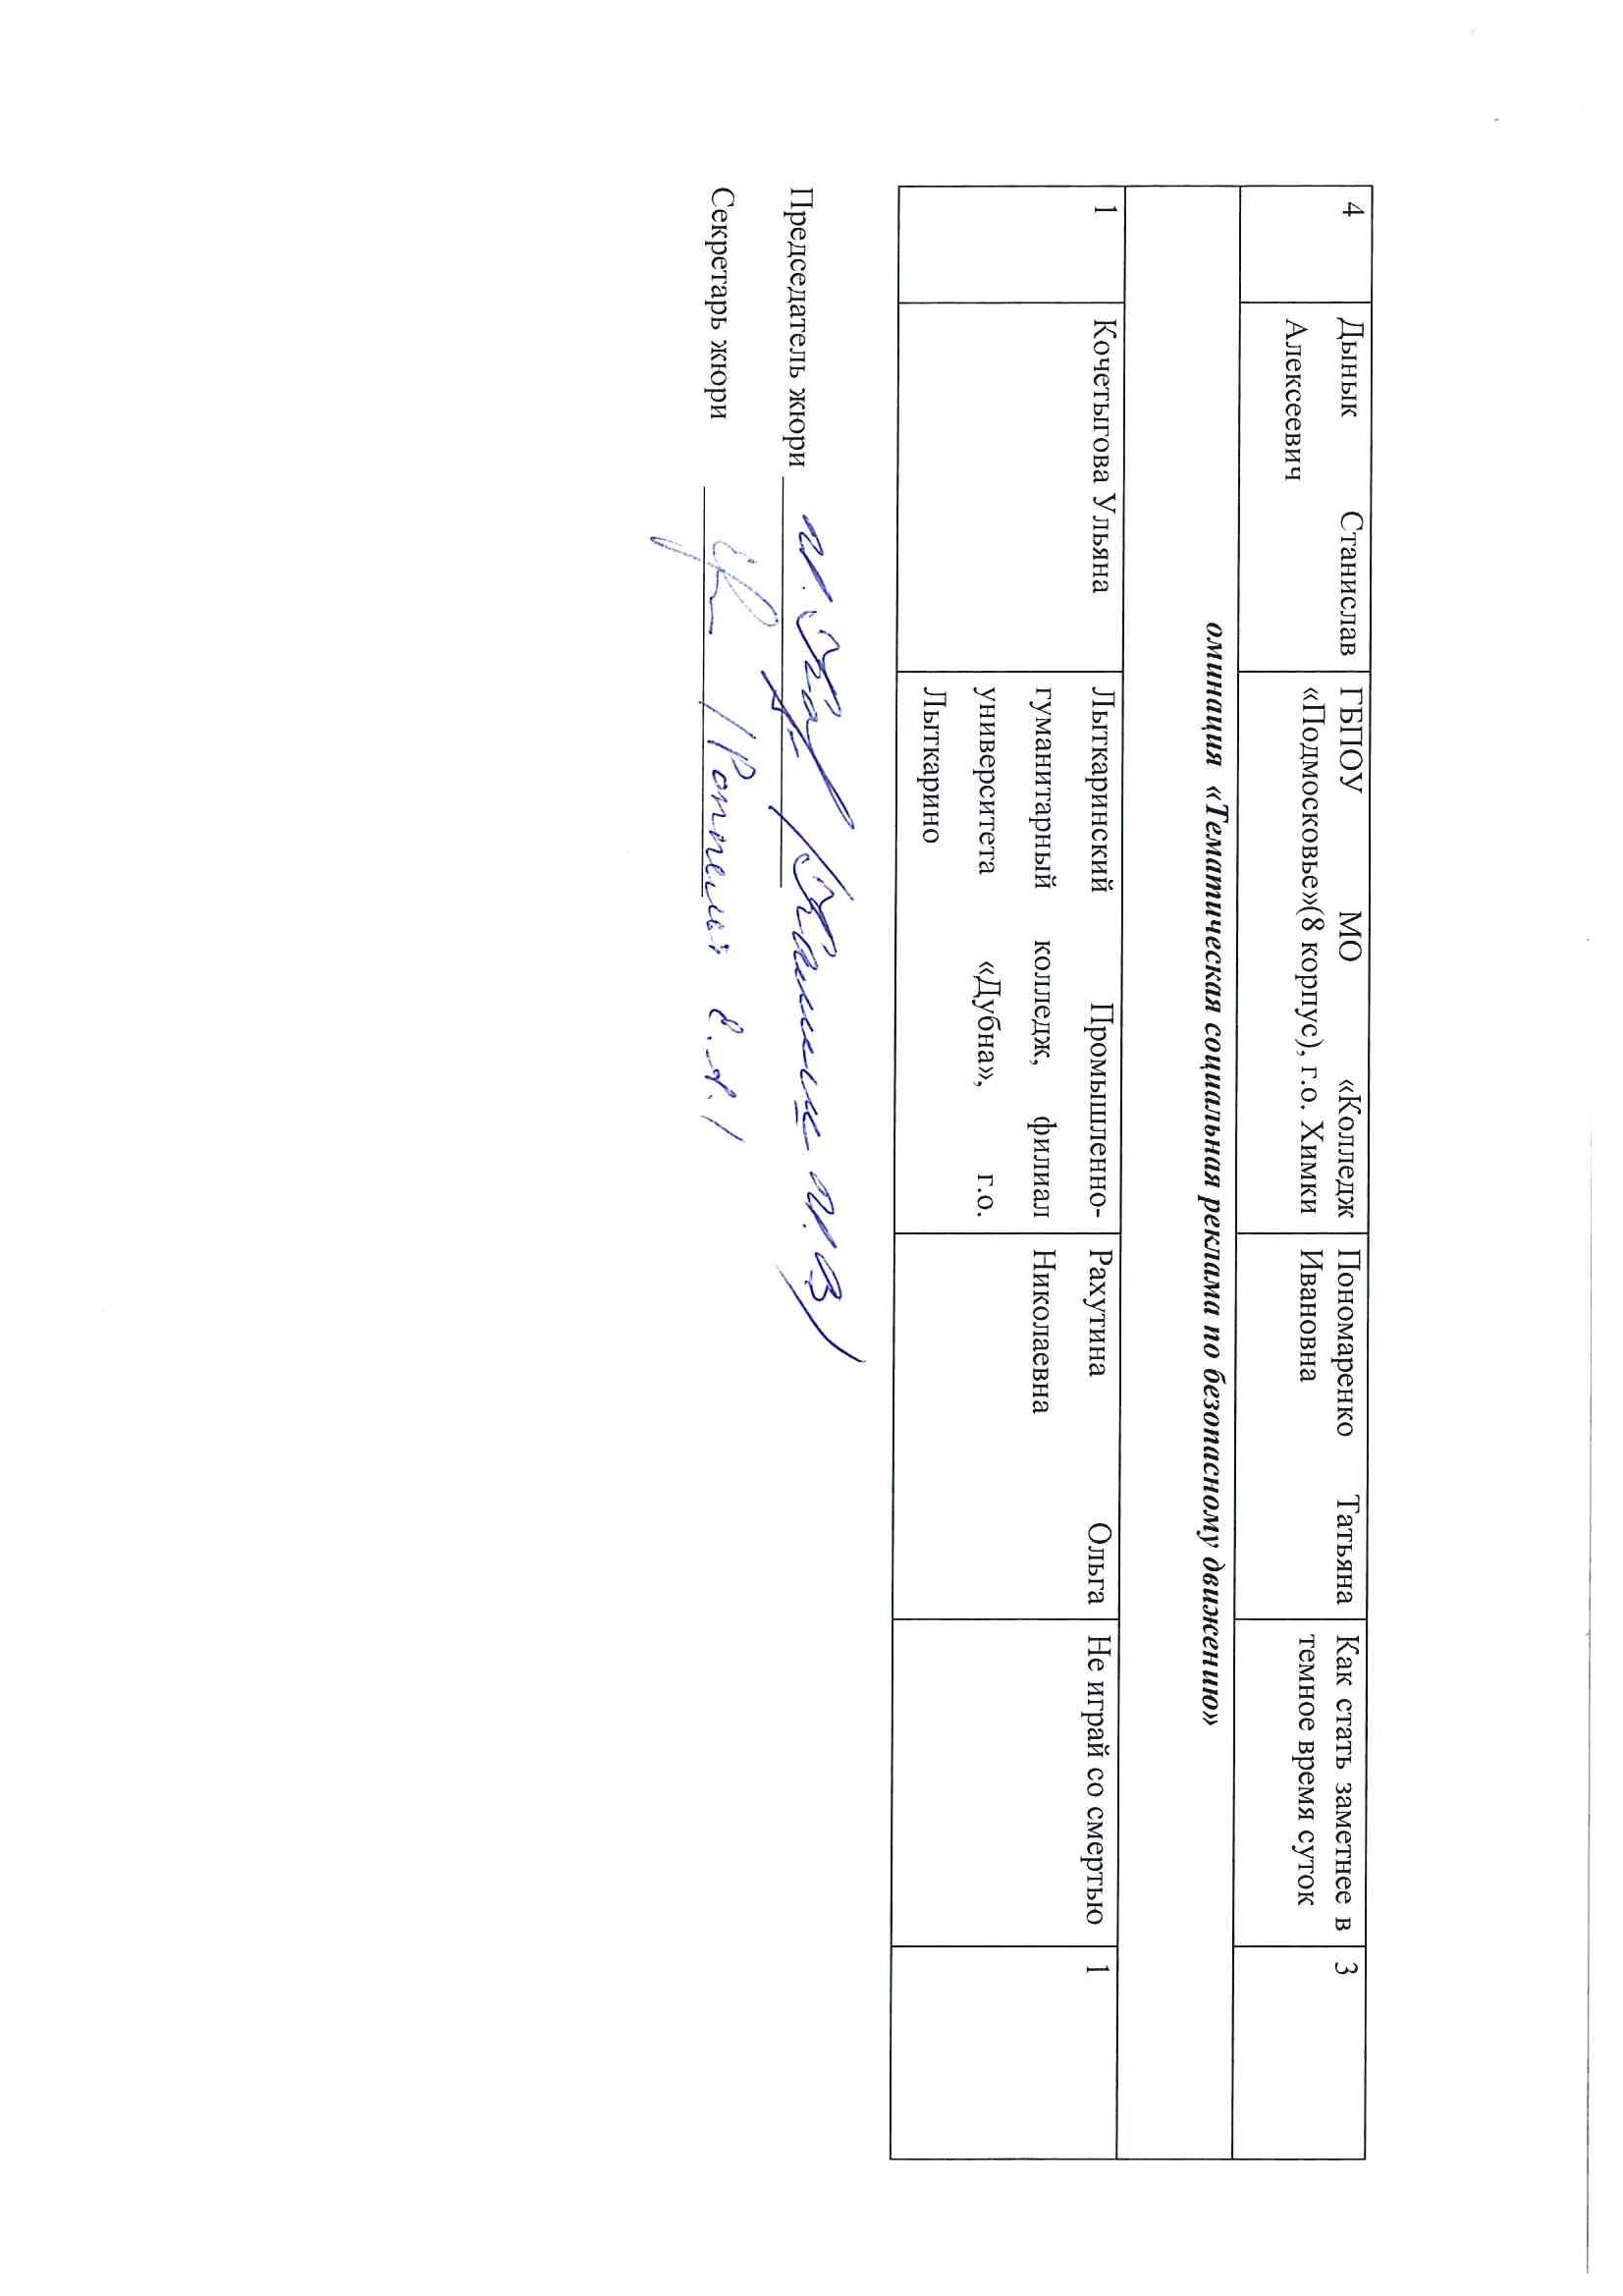 4
Дынык Станислав
Алексеевич
ГБПОУ МО «Колледж
«Подмосковье»(8 корпус), г.о. Химки
Пономаренко Татьяна
Ивановна
Как стать заметнее в
темное время суток
3
оминация «Тематическая социальная реклама по безопасному движению»
1
Кочетыгова Ульяна
Лыткаринский Промышленно-
гуманитарный колледж, филиал
университета «Дубна», г.о.
Лыткарино
Рахутина Ольга
Николаевна
Не играй со смертью
1
Председатель жюри
Секретарь жюри